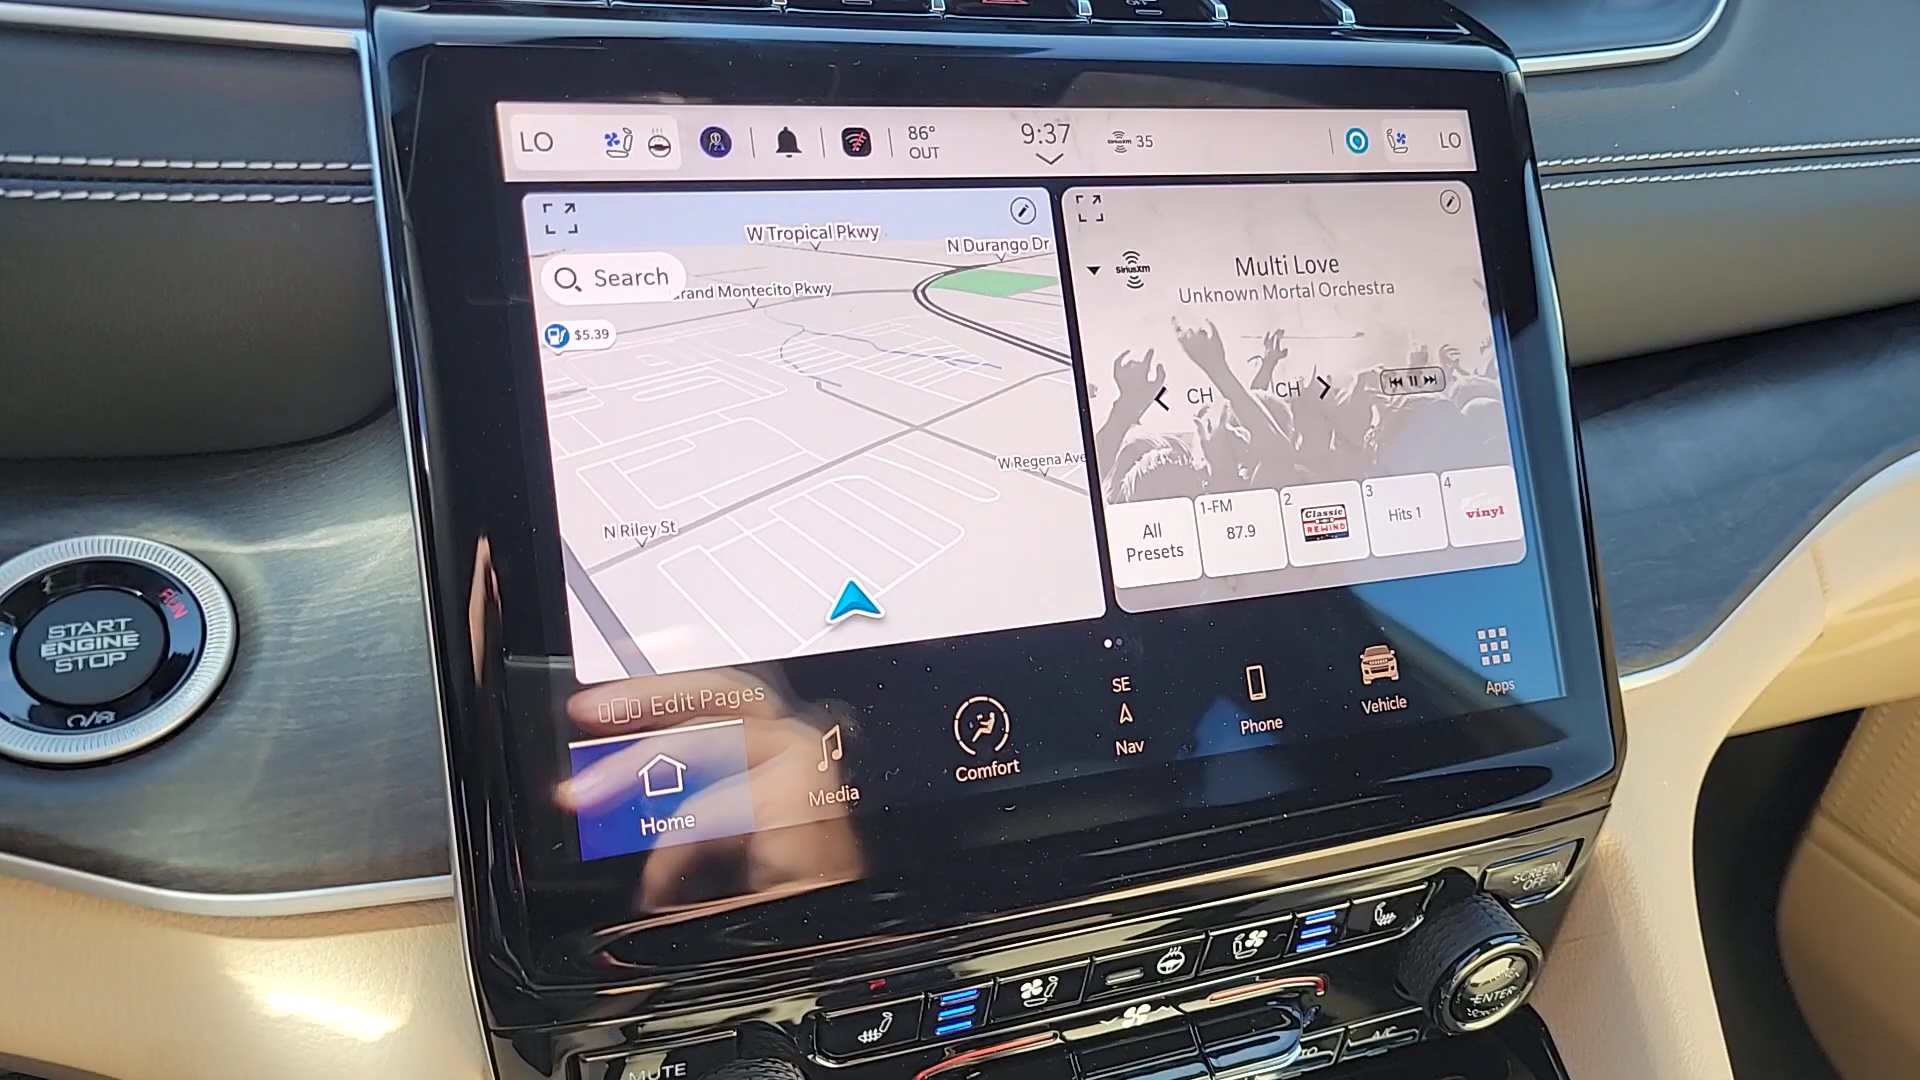 LO
86°
OUT
9:37
SiriusXM 35
LO
W Tropical Pkwy
N Durango Dr
Search
rand Montecito Pkwy
$5.39
W Regena Ave
N Riley St
SiriusXM
Multi Love
Unknown Mortal Orchestra
CH
CH
All
Presets
1-FM
87.9
2
Classic
REWIND
3
Hits 1
4
vinyl
START
ENGINE
STOP
RUN
Edit Pages
Home
Media
Comfort
SE
Nav
Phone
Vehicle
Apps
SCREEN
OFF
ENTER
MUTE
A/C